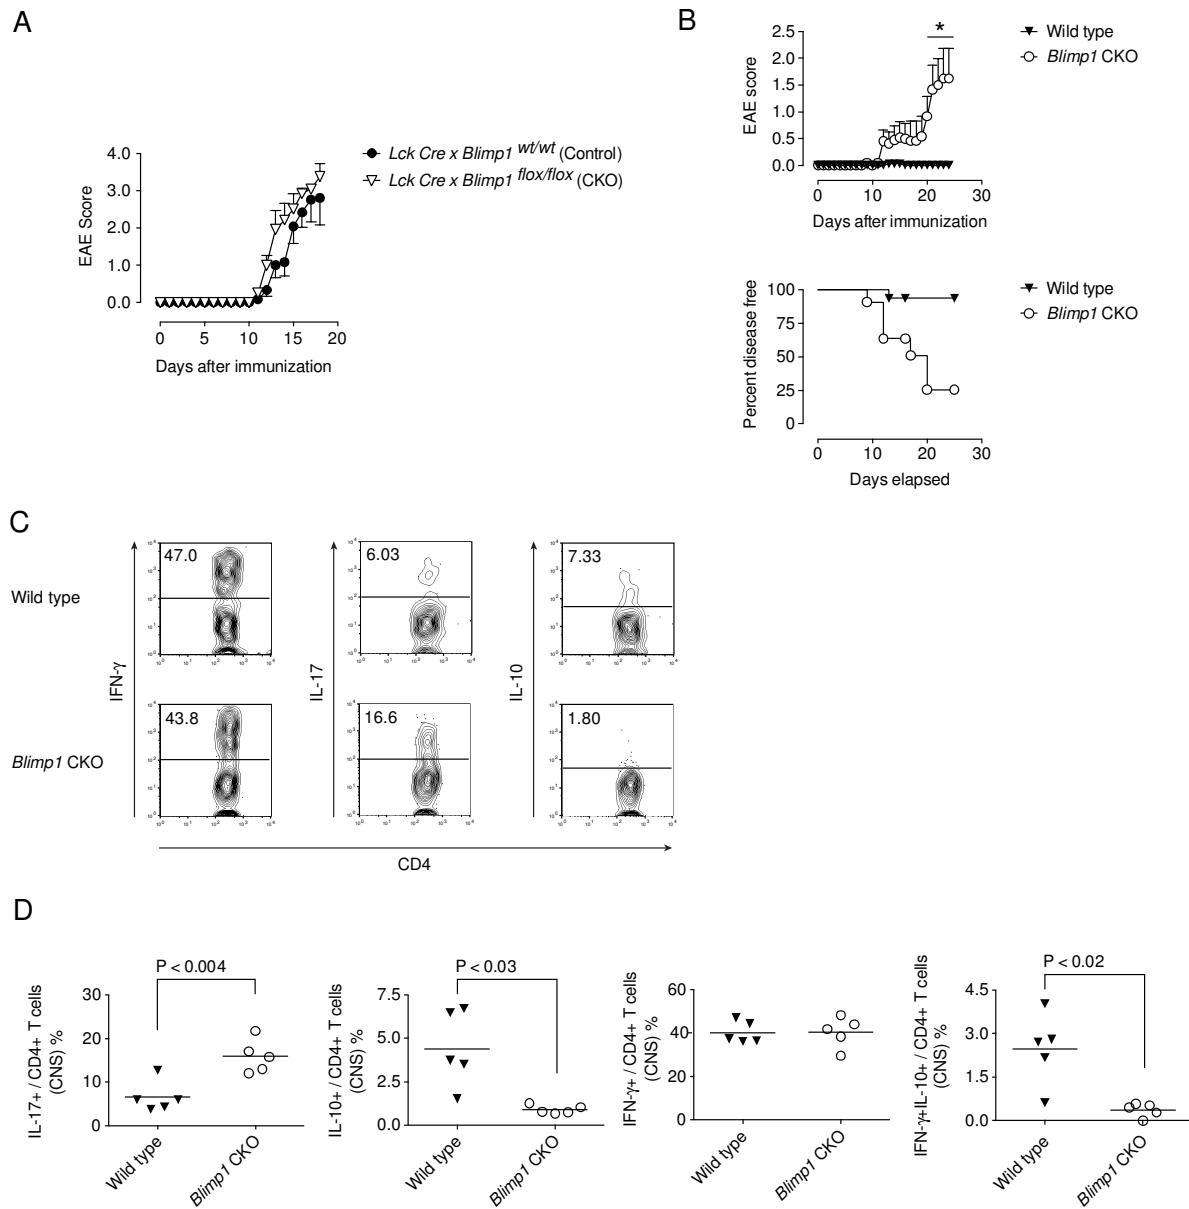 A
4.0
3.0
2.0
1.0
0.0
EAE Score
0 5 10 15 20
Days after immunization
Lck Cre x Blimp1 wt/wt (Control)
Lck Cre x Blimp1 flox/flox (CKO)
B
2.5
2.0
1.5
1.0
0.5
0.0
EAE score
*
0 10 20 30
Days after immunization
Wild type
Blimp1 CKO
100
75
50
25
0
Percent disease free
0 10 20 30
Days elapsed
Wild type
Blimp1 CKO
C
Wild type
Blimp1 CKO
IFN-γ
IL-17
IL-10
47.0
6.03
7.33
43.8
16.6
1.80
CD4
D
IL-17+ / CD4+ T cells
(CNS) %
30
20
10
0
P < 0.004
Wild type
Blimp1 CKO
IL-10+ / CD4+ T cells
(CNS) %
7.5
5.0
2.5
0.0
P < 0.03
Wild type
Blimp1 CKO
IFN-γ+ / CD4+ T cells
(CNS) %
60
40
20
0
Wild type
Blimp1 CKO
IFN-γ+IL-10+ / CD4+ T cells
(CNS) %
4.5
3.0
1.5
0.0
P < 0.02
Wild type
Blimp1 CKO